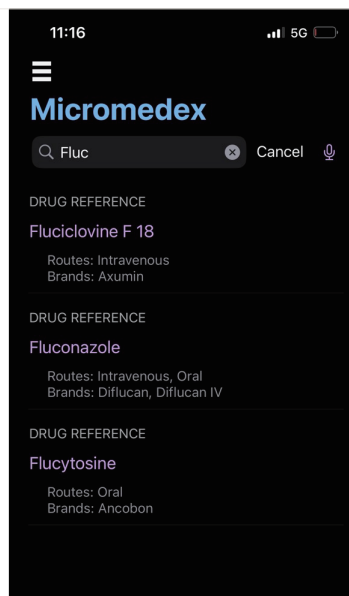 11:16
5G
Micromedex
Fluc
Cancel
DRUG REFERENCE
Fluciclovine F 18
Routes: Intravenous
Brands: Axumin
DRUG REFERENCE
Fluconazole
Routes: Intravenous, Oral
Brands: Diflucan, Diflucan IV
DRUG REFERENCE
Flucytosine
Routes: Oral
Brands: Ancobon